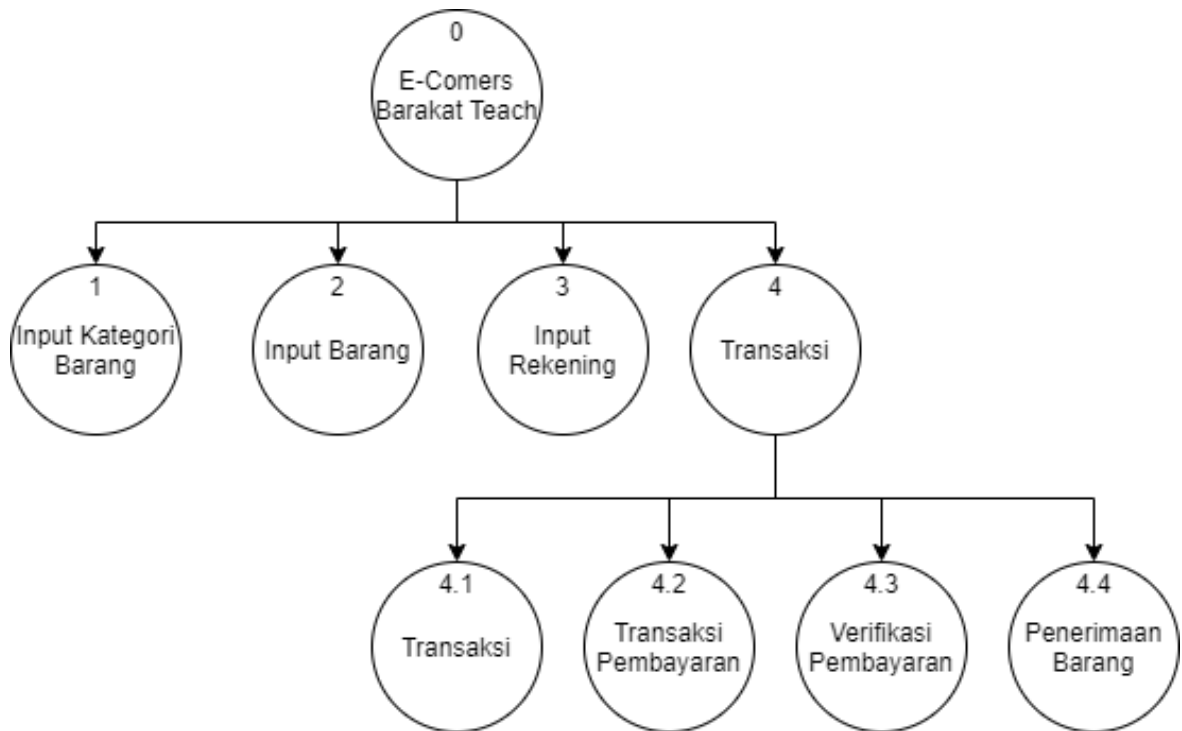 0
E-Comers
Barakat Teach
1
Input Kategori
Barang
2
Input Barang
3
Input
Rekening
4
Transaksi
4.1
Transaksi
4.2
Transaksi
Pembayaran
4.3
Verifikasi
Pembayaran
4.4
Penerimaan
Barang